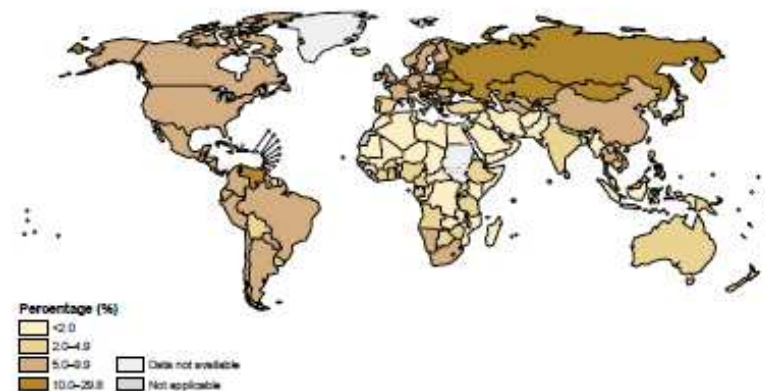 Percentage (%)
<2.0
2.0–4.9
5.0–9.9
10.0–29.8
Data not available
Not applicable